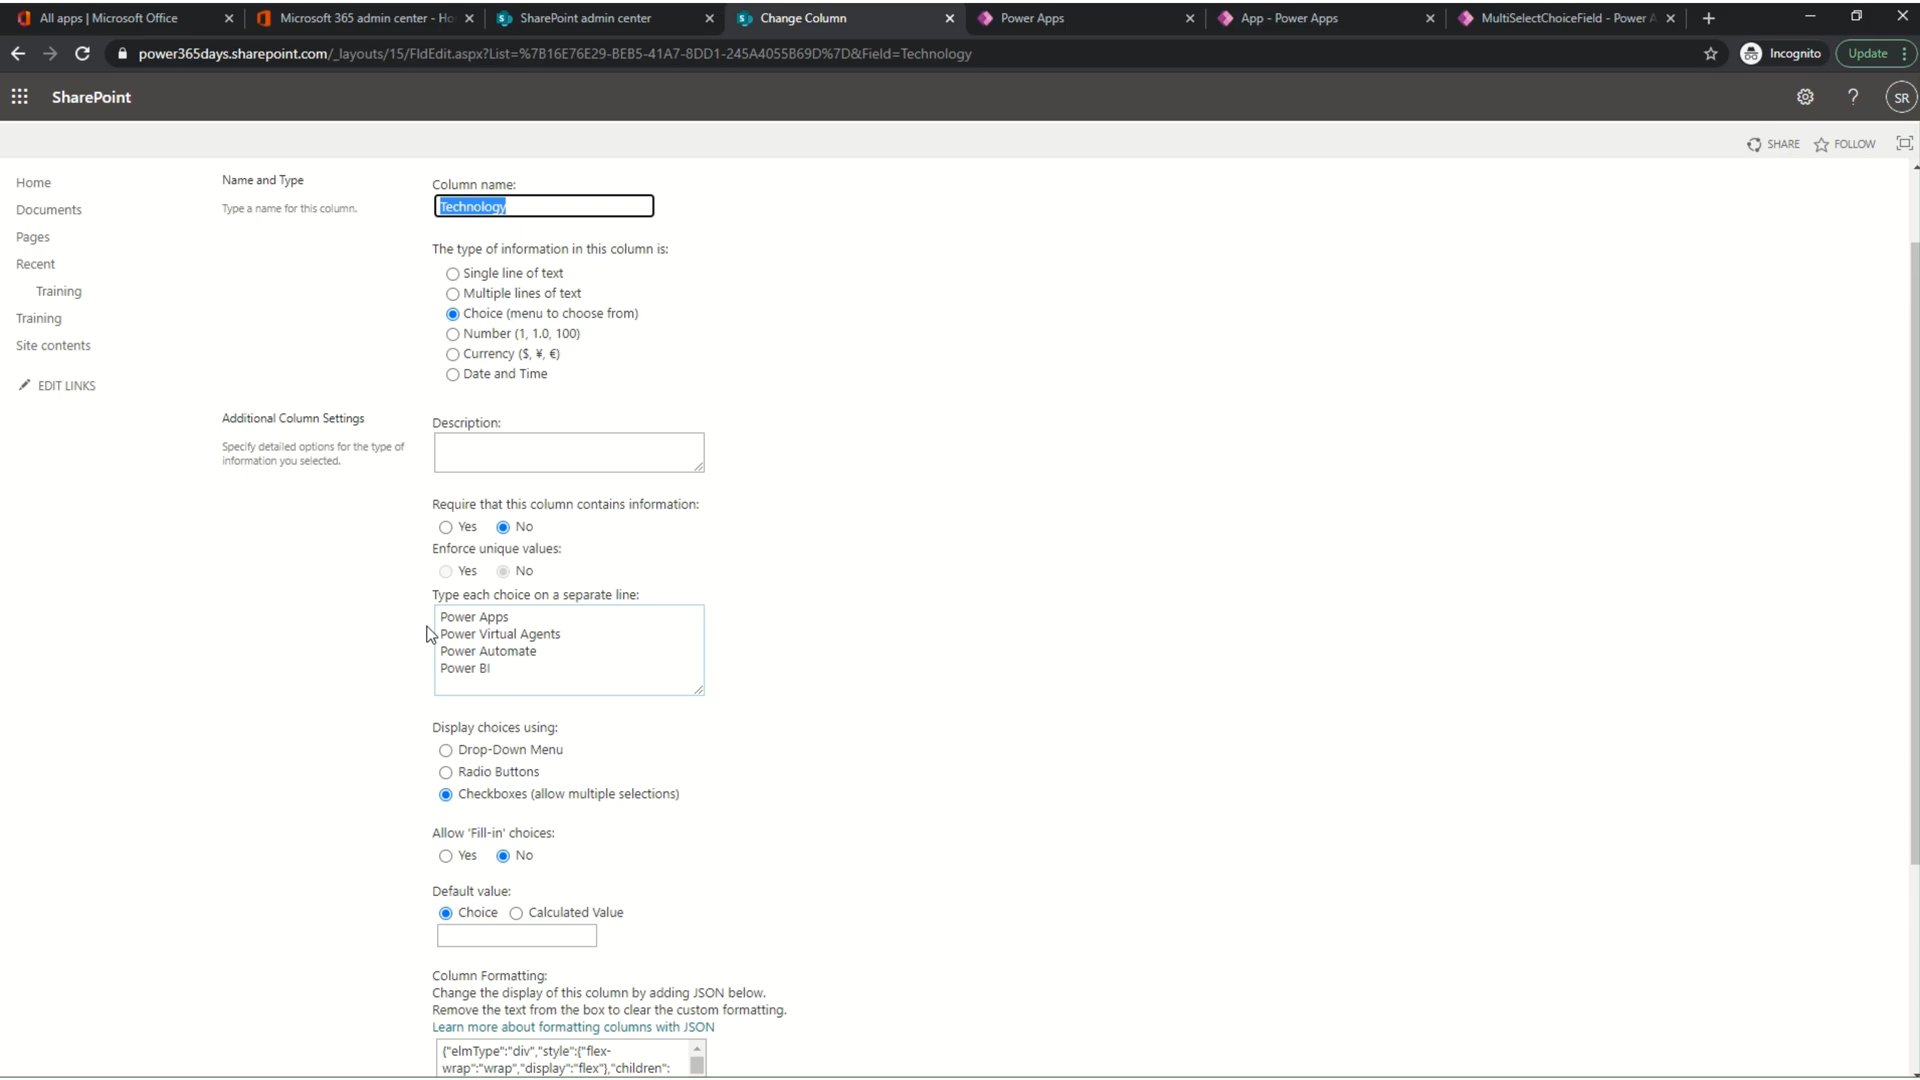 All apps | Microsoft Office
Microsoft 365 admin center - Ho
SharePoint admin center
Change Column
Power Apps
App - Power Apps
MultiSelectChoiceField - Power A
power365days.sharepoint.com/_layouts/15/FldEdit.aspx?List=%7B16E76E29-BEB5-41A7-8DD1-245A4055B69D%7D&Field=Technology
Incognito
Update
SharePoint
?
SR
SHARE
FOLLOW
Home
Documents
Pages
Recent
Training
Training
Site contents
EDIT LINKS
Name and Type
Type a name for this column.
Column name:
Technology
The type of information in this column is:
Single line of text
Multiple lines of text
Choice (menu to choose from)
Number (1, 1.0, 100)
Currency ($, ¥, €)
Date and Time
Additional Column Settings
Specify detailed options for the type of
information you selected.
Description:
Require that this column contains information:
Yes No
Enforce unique values:
Yes No
Type each choice on a separate line:
Power Apps
Power Virtual Agents
Power Automate
Power BI
Display choices using:
Drop-Down Menu
Radio Buttons
Checkboxes (allow multiple selections)
Allow 'Fill-in' choices:
Yes No
Default value:
Choice Calculated Value
Column Formatting:
Change the display of this column by adding JSON below.
Remove the text from the box to clear the custom formatting.
Learn more about formatting columns with JSON
{"elmType":"div","style":{"flex-
wrap":"wrap","display":"flex"},"children":